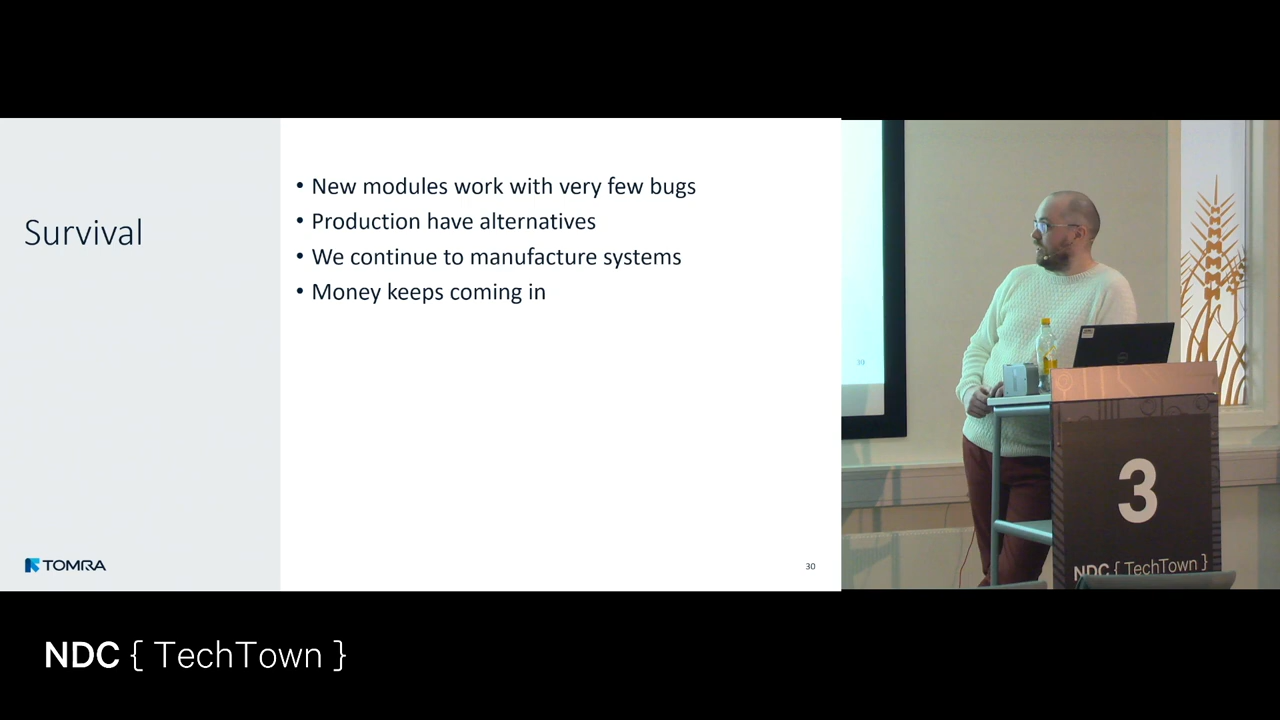 Survival
• New modules work with very few bugs
• Production have alternatives
• We continue to manufacture systems
• Money keeps coming in
TOMRA
30
30
3
NDC { TechTown }
NDC { TechTown }